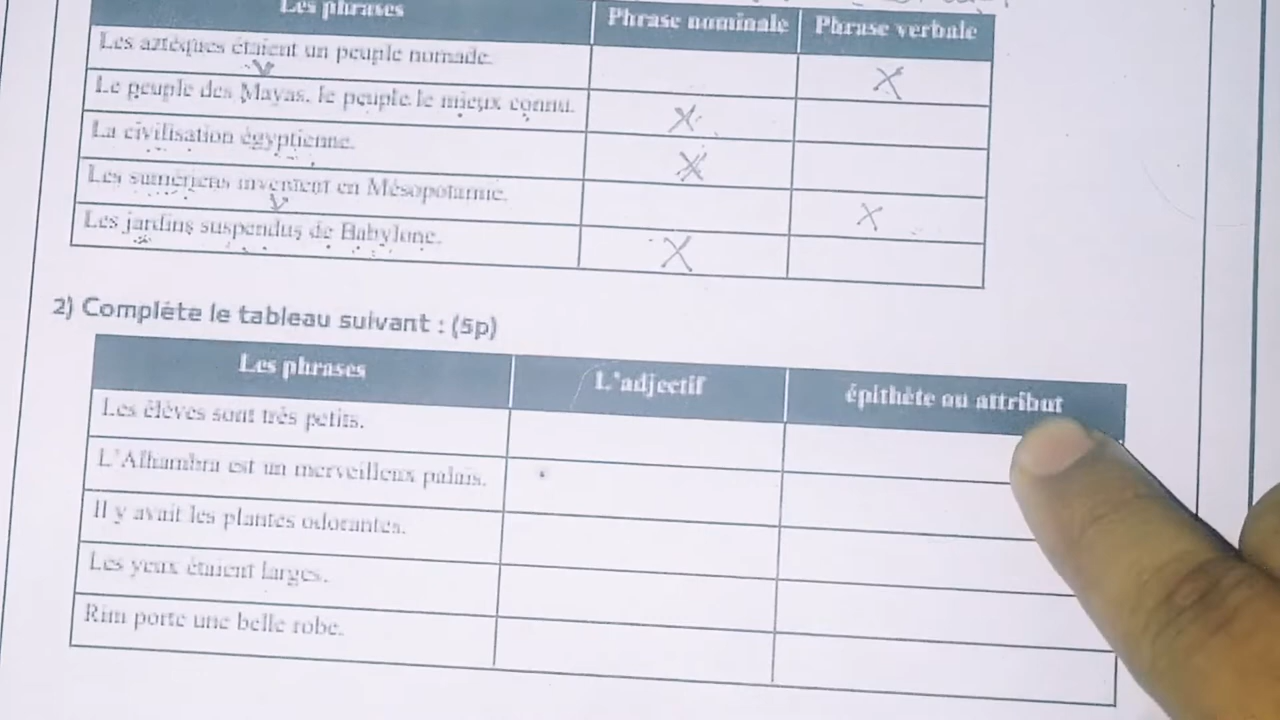 Les phrases Phrase nominale Phrase verbale
Les aztèques étaient un peuple nomade. X
V
Le peuple des Mayas, le peuple le mieux connu. X
La civilisation égyptienne. X
Les sumériens inventent en Mésopotamie. X
V
Les jardins suspendus de Babylone. X
2) Complète le tableau suivant : (5p)
Les phrases L'adjectif épithète ou attribut
Les élèves sont très petits.
L'Alhambra est un merveilleux palais.
Il y avait les plantes odorantes.
Les yeux étaient larges.
Rim porte une belle robe.